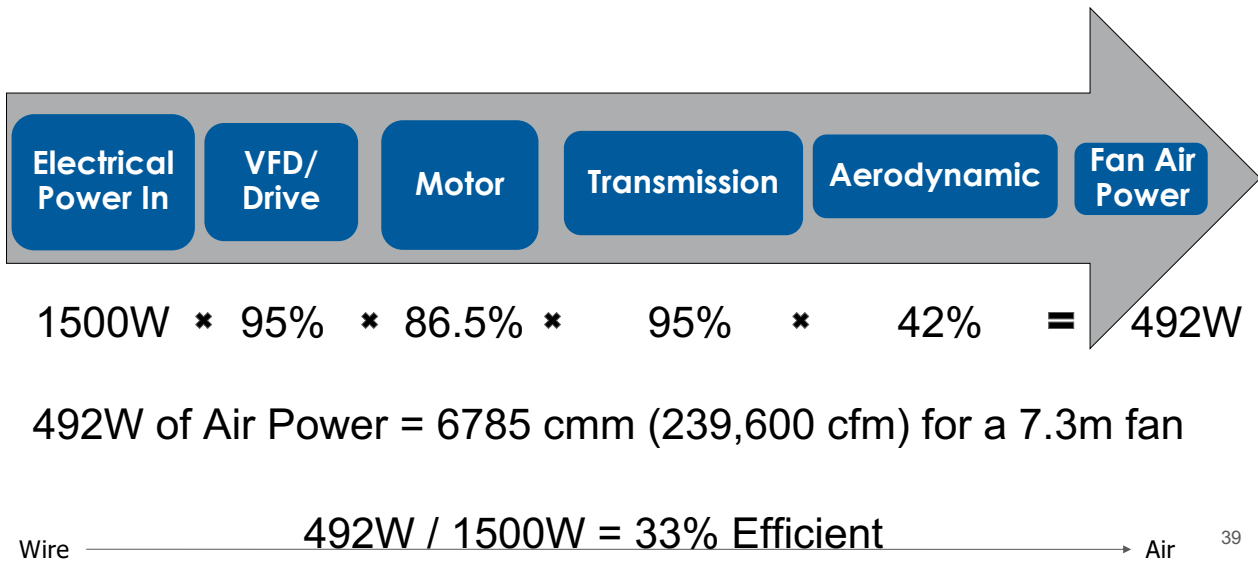 Electrical
Power In
VFD/
Drive
Motor
Transmission
Aerodynamic
Fan Air
Power
1500W × 95% × 86.5% × 95% × 42% = 492W
492W of Air Power = 6785 cmm (239,600 cfm) for a 7.3m fan
492W / 1500W = 33% Efficient
Wire
Air
39